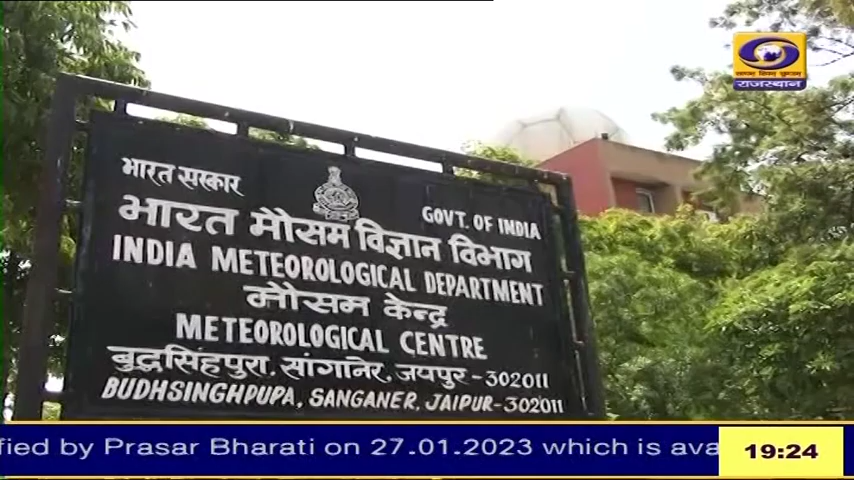 राजस्थान
भारत सरकार
GOVT. OF INDIA
भारत मौसम विज्ञान विभाग
INDIA METEOROLOGICAL DEPARTMENT
मौसम केन्द्र
METEOROLOGICAL CENTRE
बुद्धसिंहपुरा, सांगानेर, जयपुर -302011
BUDHSINGHPURA, SANGANER, JAIPUR-302011
fied by Prasar Bharati on 27.01.2023 which is ava
19:24